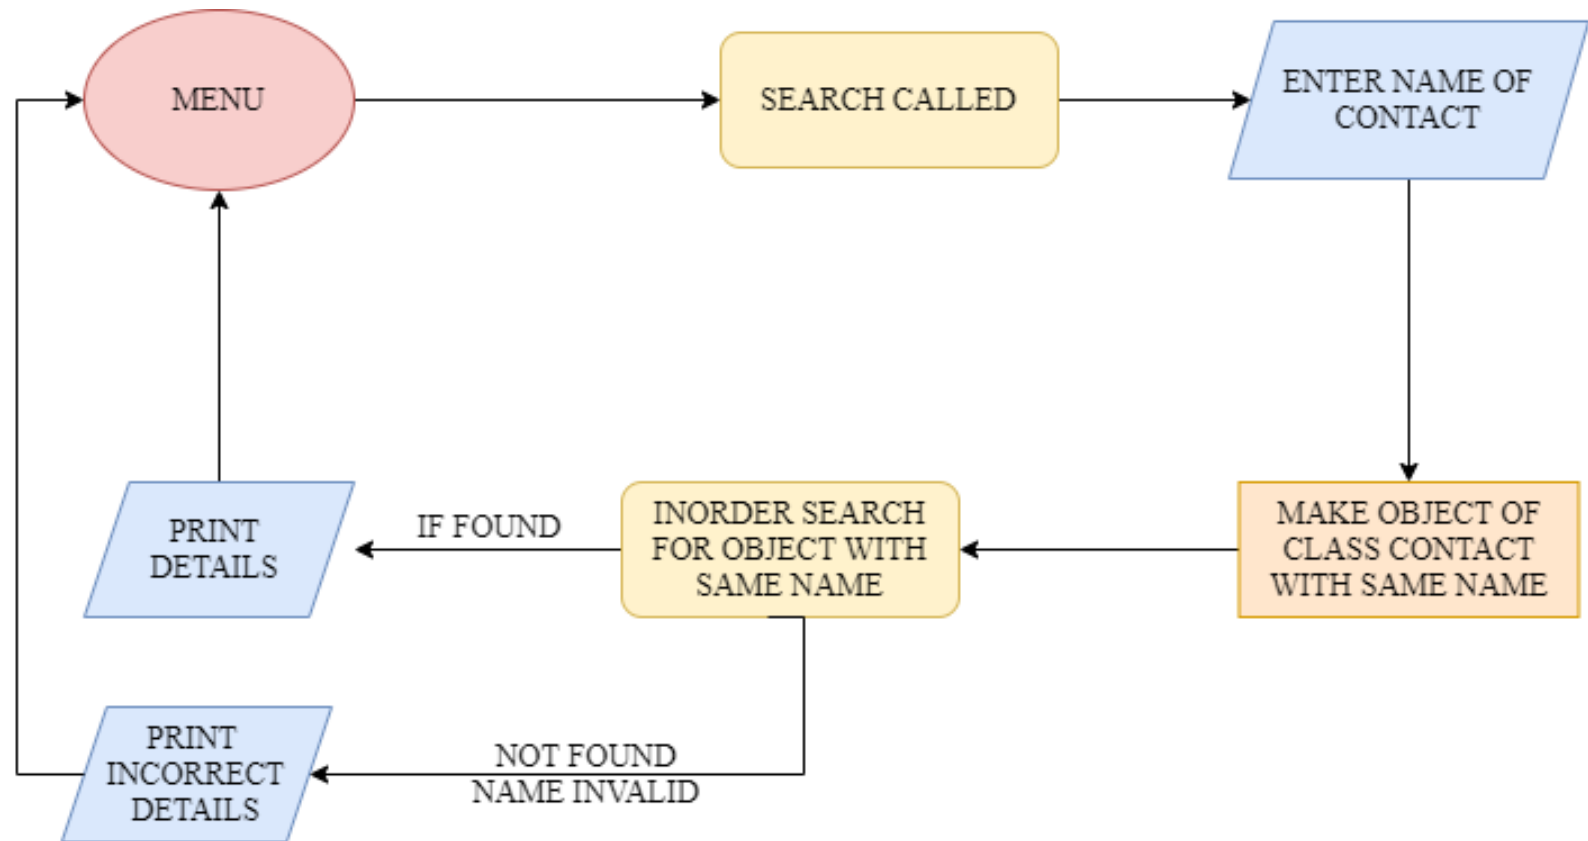 MENU
SEARCH CALLED
ENTER NAME OF
CONTACT
MAKE OBJECT OF
CLASS CONTACT
WITH SAME NAME
INORDER SEARCH
FOR OBJECT WITH
SAME NAME
IF FOUND
PRINT
DETAILS
NOT FOUND
NAME INVALID
PRINT
INCORRECT
DETAILS